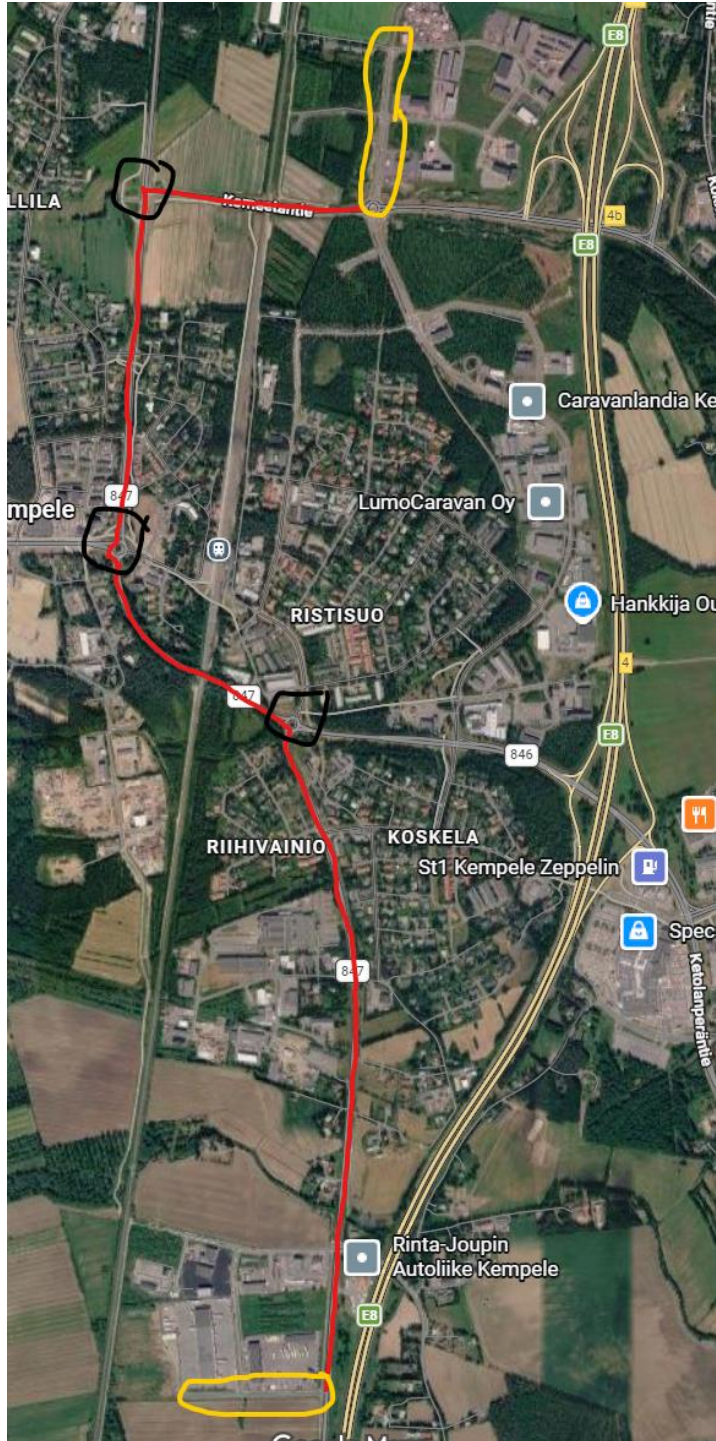 E8
LLILA
Kemeelantie
4b
E8
Caravanlandia Ke
847
mpele
LumoCaravan Oy
Hankkija Ou
RISTISUO
4
847
E8
846
RIIHIVAINIO
KOSKELA
St1 Kempele Zeppelin
Spec
847
Ketolanperäntie
Rinta-Joupin
Autoliike Kempele
E8